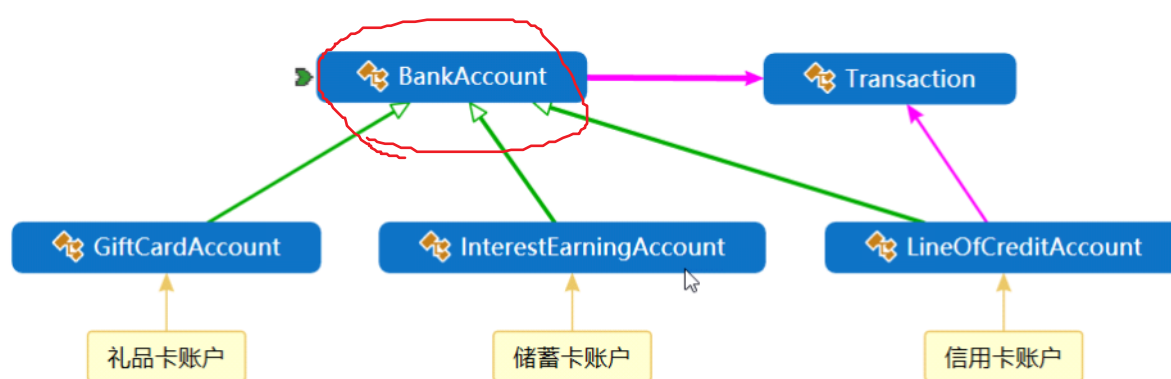 BankAccount
Transaction
GiftCardAccount
InterestEarningAccount
LineOfCreditAccount
礼品卡账户
储蓄卡账户
信用卡账户